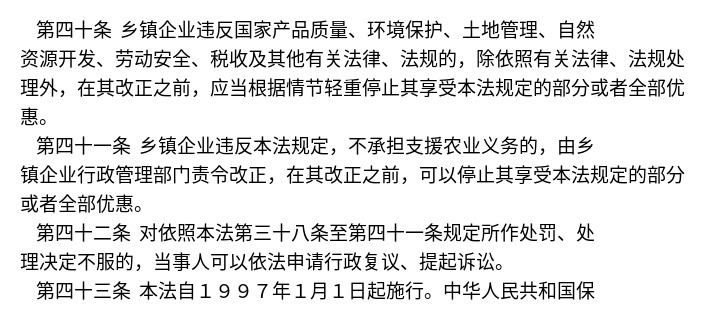 第四十条 乡镇企业违反国家产品质量、环境保护、土地管理、自然
资源开发、劳动安全、税收及其他有关法律、法规的，除依照有关法律、法规处
理外，在其改正之前，应当根据情节轻重停止其享受本法规定的部分或者全部优
惠。
第四十一条 乡镇企业违反本法规定，不承担支援农业义务的，由乡
镇企业行政管理部门责令改正，在其改正之前，可以停止其享受本法规定的部分
或者全部优惠。
第四十二条 对依照本法第三十八条至第四十一条规定所作处罚、处
理决定不服的，当事人可以依法申请行政复议、提起诉讼。
第四十三条 本法自１９９７年１月１日起施行。中华人民共和国保